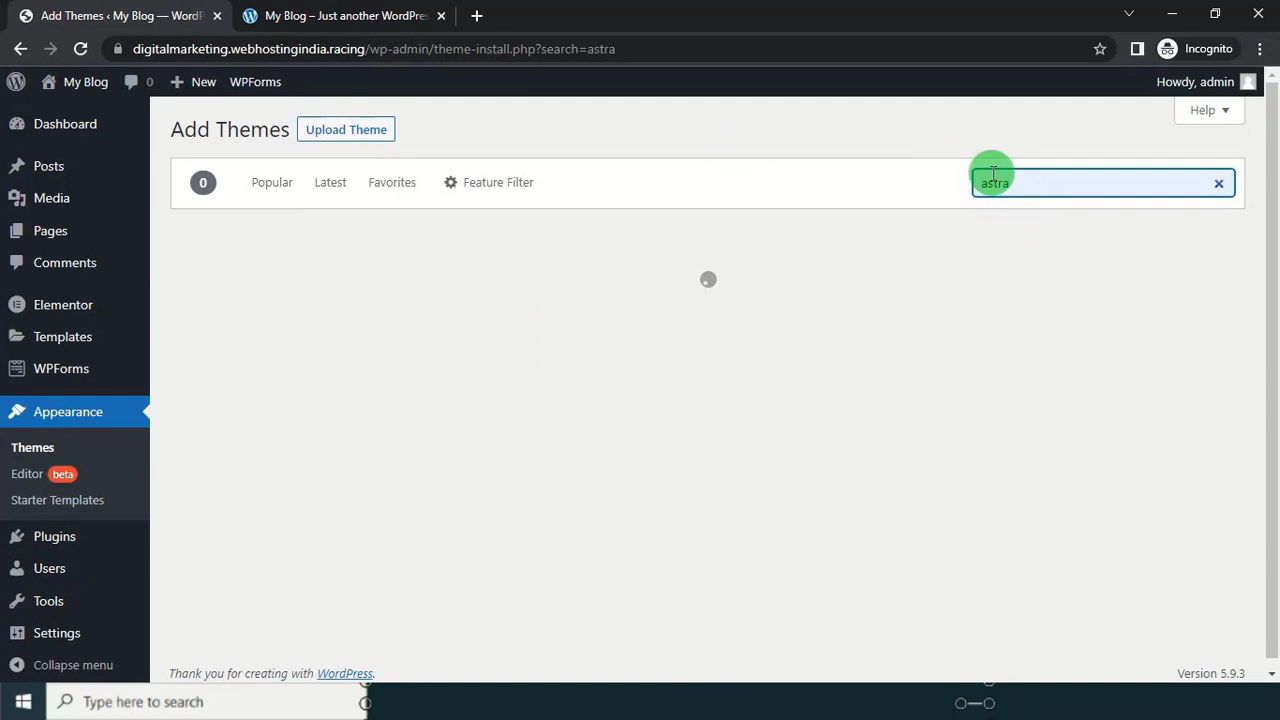 Add Themes ‹ My Blog — WordP
My Blog – Just another WordPress
digitalmarketing.webhostingindia.racing/wp-admin/theme-install.php?search=astra
Incognito
My Blog
0
New
WPForms
Howdy, admin
Dashboard
Posts
Media
Pages
Comments
Elementor
Templates
WPForms
Appearance
Themes
Editor beta
Starter Templates
Plugins
Users
Tools
Settings
Collapse menu
Help
Add Themes
Upload Theme
0
Popular
Latest
Favorites
Feature Filter
astra
Thank you for creating with WordPress.
Version 5.9.3
Type here to search